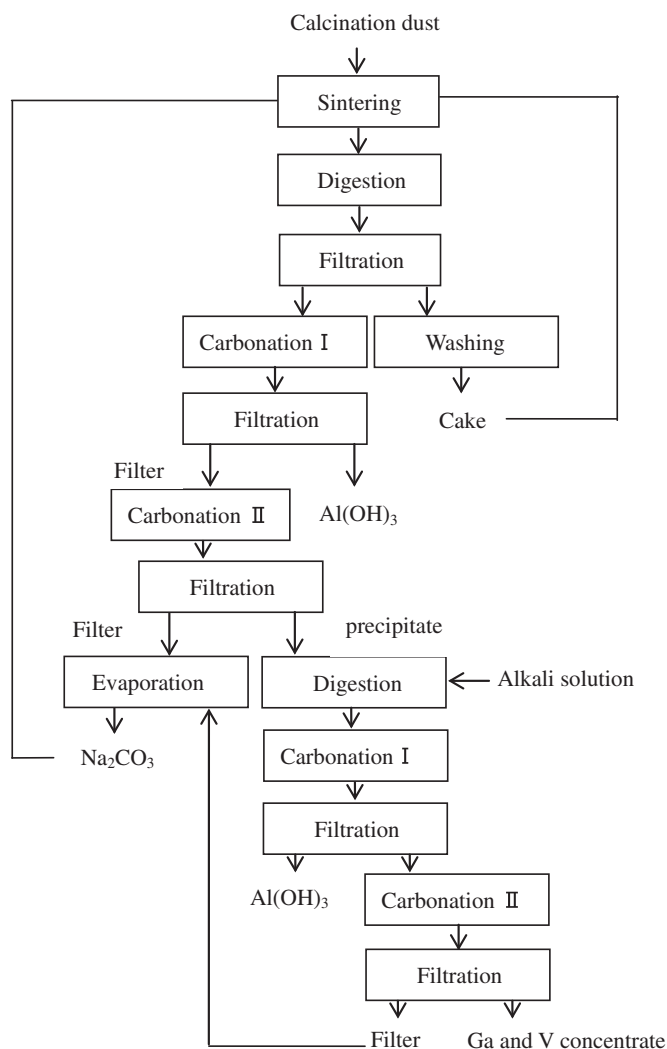 Calcination dust
Sintering
Digestion
Filtration
Carbonation Ⅰ
Washing
Filtration
Cake
Filter
Carbonation Ⅱ
Al(OH)₃
Filtration
Filter
precipitate
Evaporation
Digestion
Alkali solution
Na₂CO₃
Carbonation Ⅰ
Filtration
Al(OH)₃
Carbonation Ⅱ
Filtration
Filter
Ga and V concentrate